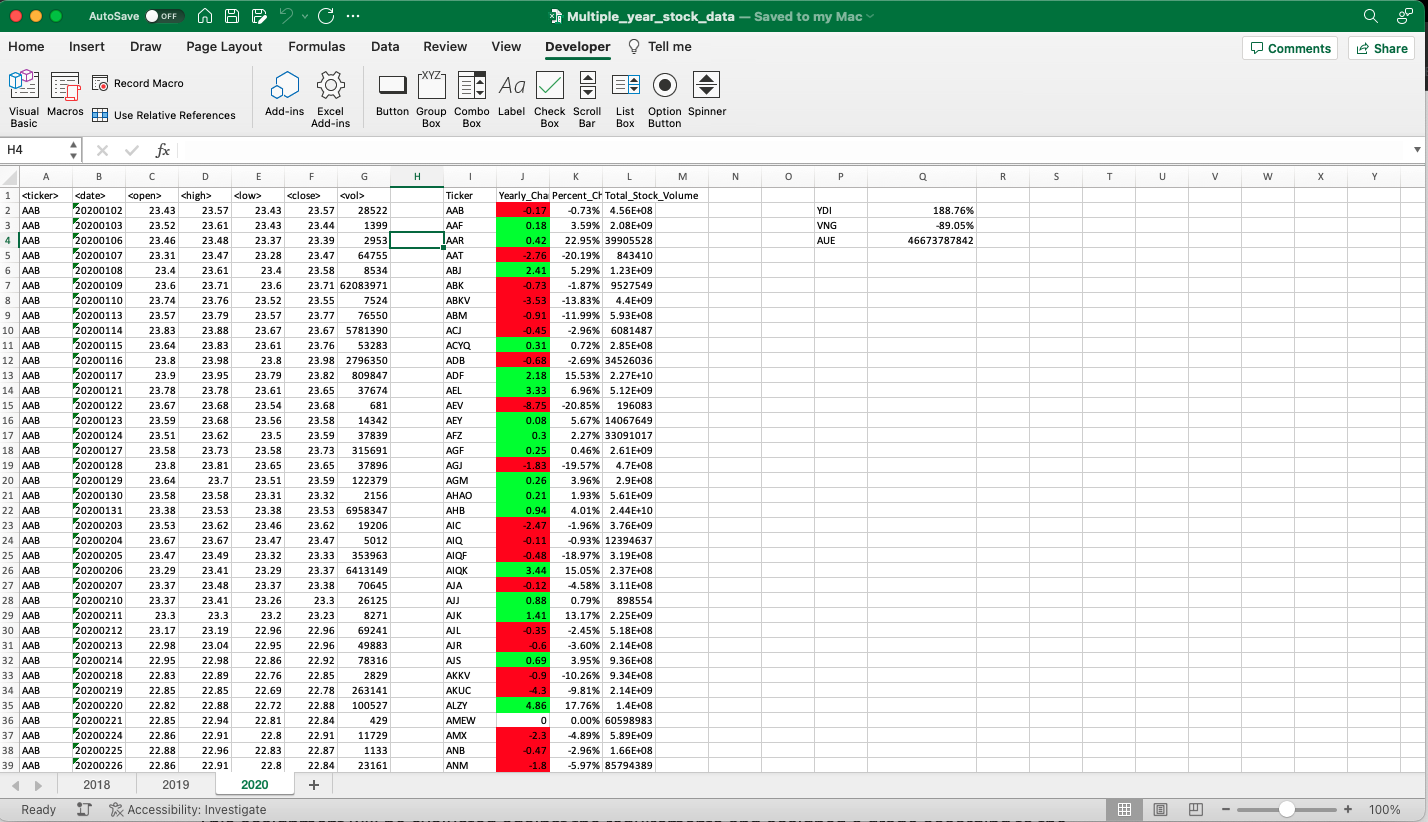 AutoSave OFF Multiple_year_stock_data — Saved to my Mac
Home Insert Draw Page Layout Formulas Data Review View Developer Tell me Comments Share
Visual Basic Macros Record Macro Use Relative References Add-ins Excel Add-ins Button Group Box Combo Box Label Check Box Scroll Bar List Box Option Button Spinner
H4 fx
A B C D E F G H I J K L M N O P Q R S T U V W X Y
1 <ticker> <date> <open> <high> <low> <close> <vol> Ticker Yearly_Cha Percent_Ch Total_Stock_Volume
2 AAB 20200102 23.43 23.57 23.43 23.57 28522 AAB -0.17 -0.73% 4.56E+08 YDI 188.76%
3 AAB 20200103 23.52 23.61 23.43 23.44 1399 AAF 0.18 3.59% 2.08E+09 VNG -89.05%
4 AAB 20200106 23.46 23.48 23.37 23.39 2953 AAR 0.42 22.95% 39905528 AUE 46673787842
5 AAB 20200107 23.31 23.47 23.28 23.47 64755 AAT -2.76 -20.19% 843410
6 AAB 20200108 23.4 23.61 23.4 23.58 8534 ABJ 2.41 5.29% 1.23E+09
7 AAB 20200109 23.6 23.71 23.6 23.71 62083971 ABK -0.73 -1.87% 9527549
8 AAB 20200110 23.74 23.76 23.52 23.55 7524 ABKV -3.53 -13.83% 4.4E+09
9 AAB 20200113 23.57 23.79 23.57 23.77 76550 ABM -0.91 -11.99% 5.93E+08
10 AAB 20200114 23.83 23.88 23.67 23.67 5781390 ACJ -0.45 -2.96% 6081487
11 AAB 20200115 23.64 23.83 23.61 23.76 53283 ACYQ 0.31 0.72% 2.85E+08
12 AAB 20200116 23.8 23.98 23.8 23.98 2796350 ADB -0.68 -2.69% 34526036
13 AAB 20200117 23.9 23.95 23.79 23.82 809847 ADF 2.18 15.53% 2.27E+10
14 AAB 20200121 23.78 23.78 23.61 23.65 37674 AEL 3.33 6.96% 5.12E+09
15 AAB 20200122 23.67 23.68 23.54 23.68 681 AEV -8.75 -20.85% 196083
16 AAB 20200123 23.59 23.68 23.56 23.58 14342 AEY 0.08 5.67% 14067649
17 AAB 20200124 23.51 23.62 23.5 23.59 37839 AFZ 0.3 2.27% 33091017
18 AAB 20200127 23.58 23.73 23.58 23.73 315691 AGF 0.25 0.46% 2.61E+09
19 AAB 20200128 23.8 23.81 23.65 23.65 37896 AGJ -1.83 -19.57% 4.7E+08
20 AAB 20200129 23.64 23.7 23.51 23.59 122379 AGM 0.26 3.96% 2.9E+08
21 AAB 20200130 23.58 23.58 23.31 23.32 2156 AHAO 0.21 1.93% 5.61E+09
22 AAB 20200131 23.38 23.53 23.38 23.53 6958347 AHB 0.94 4.01% 2.44E+10
23 AAB 20200203 23.53 23.62 23.46 23.62 19206 AIC -2.47 -1.96% 3.76E+09
24 AAB 20200204 23.67 23.67 23.47 23.47 5012 AIQ -0.11 -0.93% 12394637
25 AAB 20200205 23.47 23.49 23.32 23.33 353963 AIQF -0.48 -18.97% 3.19E+08
26 AAB 20200206 23.29 23.41 23.29 23.37 6413149 AIQK 3.44 15.05% 2.37E+08
27 AAB 20200207 23.37 23.48 23.37 23.38 70645 AJA -0.12 -4.58% 3.11E+08
28 AAB 20200210 23.37 23.41 23.26 23.3 26125 AJJ 0.88 0.79% 898554
29 AAB 20200211 23.3 23.3 23.2 23.23 8271 AJK 1.41 13.17% 2.25E+09
30 AAB 20200212 23.17 23.19 22.96 22.96 69241 AJL -0.35 -2.45% 5.18E+08
31 AAB 20200213 22.98 23.04 22.95 22.96 49883 AJR -0.6 -3.60% 2.14E+08
32 AAB 20200214 22.95 22.98 22.86 22.92 78316 AJS 0.69 3.95% 9.36E+08
33 AAB 20200218 22.83 22.89 22.76 22.85 2829 AKKV -0.9 -10.26% 9.34E+08
34 AAB 20200219 22.85 22.85 22.69 22.78 263141 AKUC -4.3 -9.81% 2.14E+09
35 AAB 20200220 22.82 22.88 22.72 22.88 100527 ALZY 4.86 17.76% 1.4E+08
36 AAB 20200221 22.85 22.94 22.81 22.84 429 AMEW 0 0.00% 60598983
37 AAB 20200224 22.86 22.91 22.8 22.91 11729 AMX -2.3 -4.89% 5.89E+09
38 AAB 20200225 22.88 22.96 22.83 22.87 1133 ANB -0.47 -2.96% 1.66E+08
39 AAB 20200226 22.86 22.91 22.8 22.84 23161 ANM -1.8 -5.97% 85794389
2018 2019 2020
Ready Accessibility: Investigate 100%